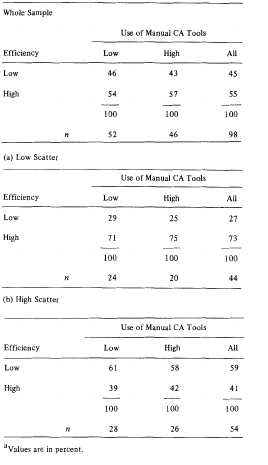 Whole Sample
Use of Manual CA Tools
Efficiency Low High All
Low 46 43 45
High 54 57 55
100 100 100
n 52 46 98
(a) Low Scatter
Use of Manual CA Tools
Efficiency Low High All
Low 29 25 27
High 71 75 73
100 100 100
n 24 20 44
(b) High Scatter
Use of Manual CA Tools
Efficiency Low High All
Low 61 58 59
High 39 42 41
100 100 100
n 28 26 54
aValues are in percent.